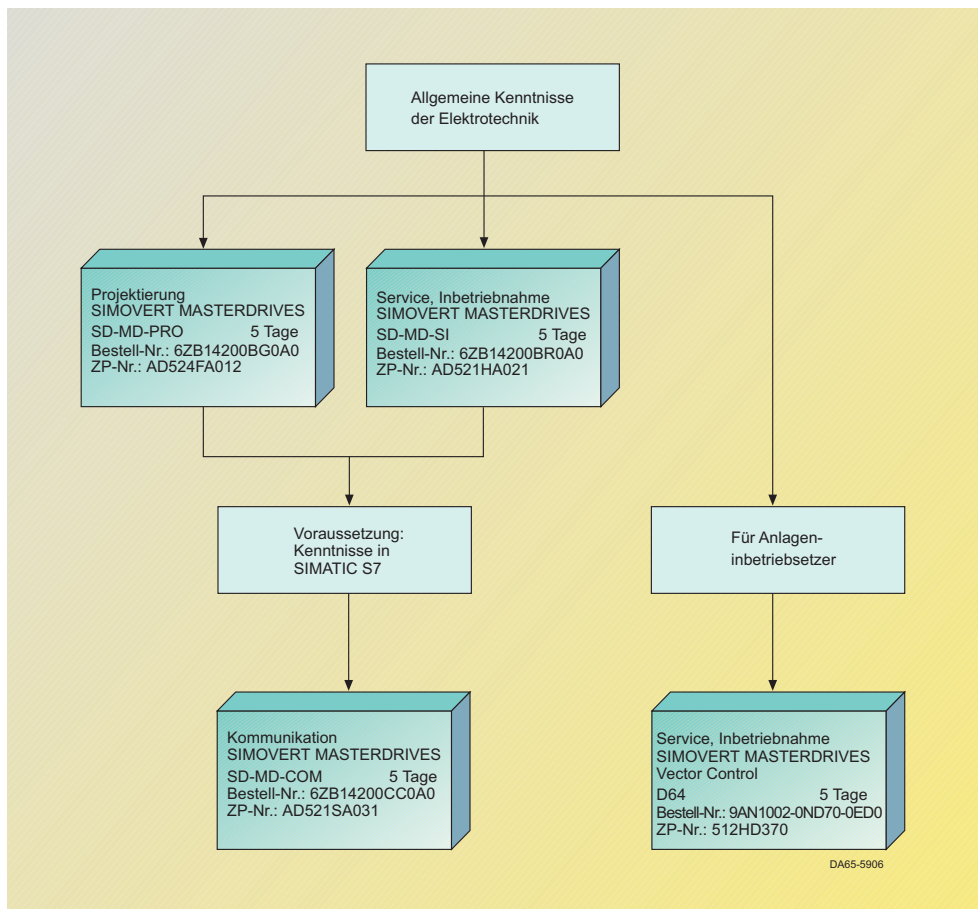 Allgemeine Kenntnisse
der Elektrotechnik
Projektierung
SIMOVERT MASTERDRIVES
SD-MD-PRO 5 Tage
Bestell-Nr.: 6ZB14200BG0A0
ZP-Nr.: AD524FA012
Service, Inbetriebnahme
SIMOVERT MASTERDRIVES
SD-MD-SI 5 Tage
Bestell-Nr.: 6ZB14200BR0A0
ZP-Nr.: AD521HA021
Voraussetzung:
Kenntnisse in
SIMATIC S7
Für Anlagen-
inbetriebsetzer
Kommunikation
SIMOVERT MASTERDRIVES
SD-MD-COM 5 Tage
Bestell-Nr.: 6ZB14200CC0A0
ZP-Nr.: AD521SA031
Service, Inbetriebnahme
SIMOVERT MASTERDRIVES
Vector Control
D64 5 Tage
Bestell-Nr.: 9AN1002-0ND70-0ED0
ZP-Nr.: 512HD370
DA65-5906